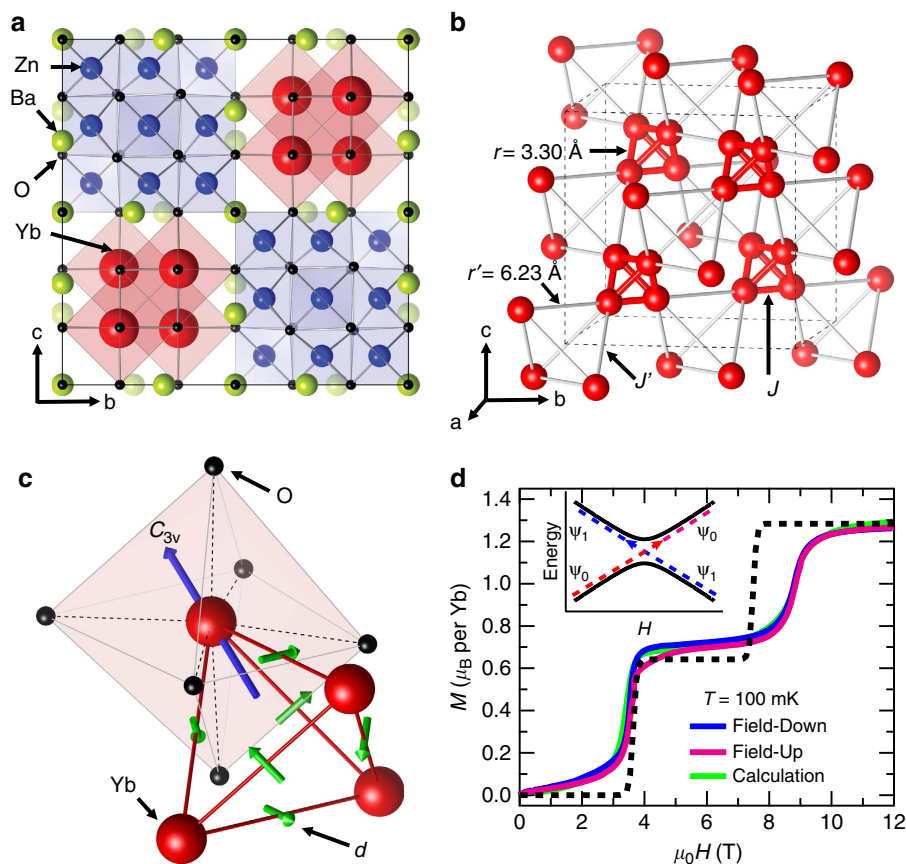 a
Zn
Ba
O
Yb
c
b
b
r = 3.30 Å
r′ = 6.23 Å
c
a
b
J’
J
c
O
C3v
Yb
d
d
M (μB per Yb)
1.4
1.2
1.0
0.8
0.6
0.4
0.2
0.0
Energy
ψ1
ψ0
ψ0
ψ1
H
T = 100 mK
Field-Down
Field-Up
Calculation
0
2
4
6
8
10
12
μ0H (T)